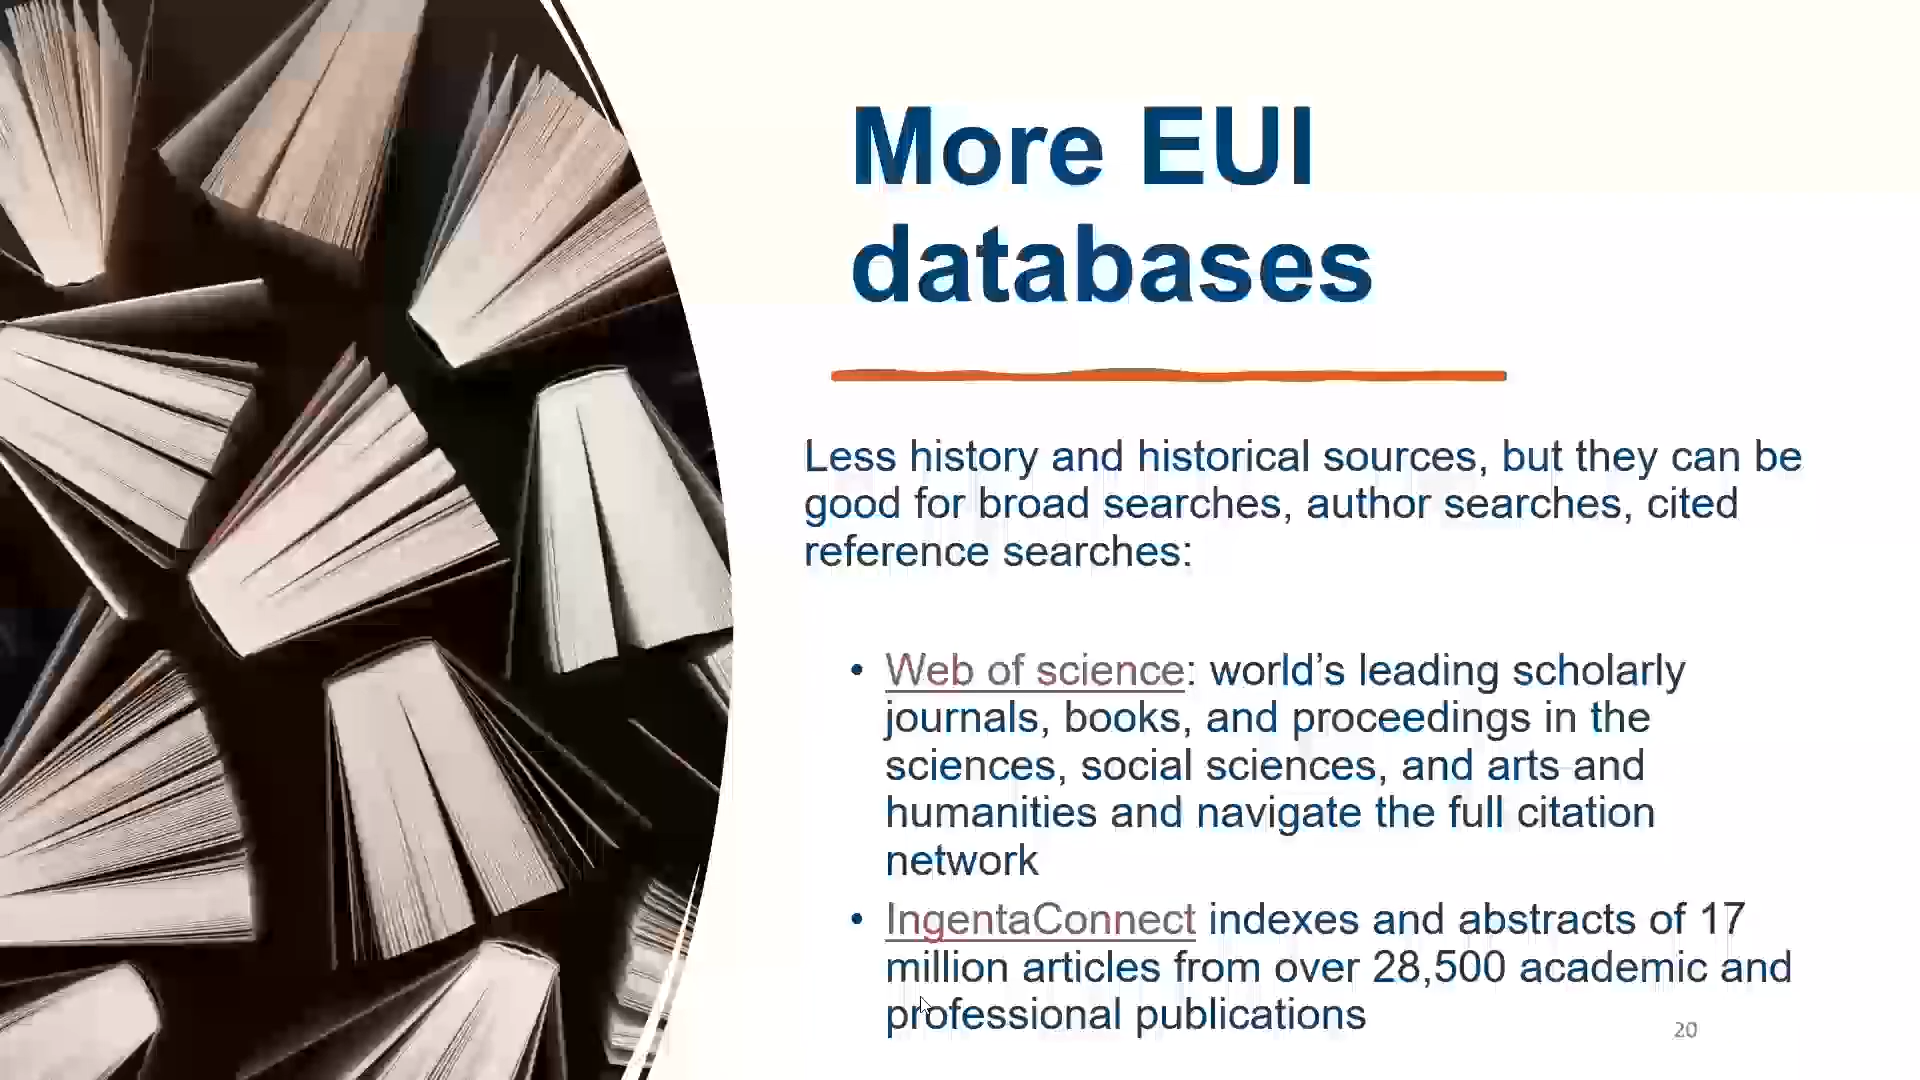 More EUI
databases
Less history and historical sources, but they can be
good for broad searches, author searches, cited
reference searches:
• Web of science: world’s leading scholarly
journals, books, and proceedings in the
sciences, social sciences, and arts and
humanities and navigate the full citation
network
• IngentaConnect indexes and abstracts of 17
million articles from over 28,500 academic and
professional publications
20